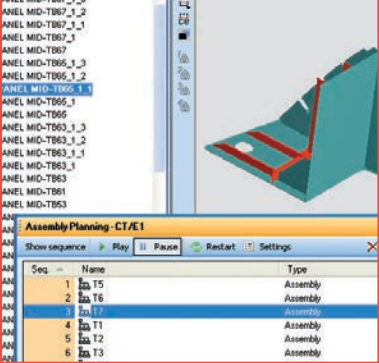 ANEL MID-TB67_1_2
ANEL MID-TB67_1_1
ANEL MID-TB67_1
ANEL MID-TB67
ANEL MID-TB65_1_3
ANEL MID-TB65_1_2
ANEL MID-TB65_1_1
ANEL MID-TB65_1
ANEL MID-TB65
ANEL MID-TB63_1_3
ANEL MID-TB63_1_2
ANEL MID-TB63_1_1
ANEL MID-TB63_1
ANEL MID-TB63
ANEL MID-TB61
ANEL MID-TB53
Assembly Planning - CT/E1
Show sequence Play Pause Restart Settings
Seq. Name Type
1 T5 Assembly
2 T6 Assembly
3 T7 Assembly
4 T1 Assembly
5 T2 Assembly
6 T3 Assembly